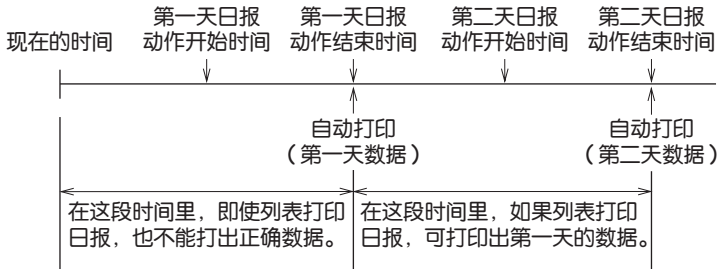 第一天日报 第一天日报 第二天日报 第二天日报
现在的时间 动作开始时间 动作结束时间 动作开始时间 动作结束时间
自动打印 自动打印
(第一天数据) (第二天数据)
在这段时间里，即使列表打印 在这段时间里，如果列表打印
日报，也不能打出正确数据。 日报，可打印出第一天的数据。